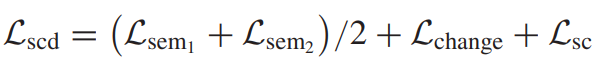 ℒ_scd = (ℒ_sem₁ + ℒ_sem₂)/2 + ℒ_change + ℒ_sc